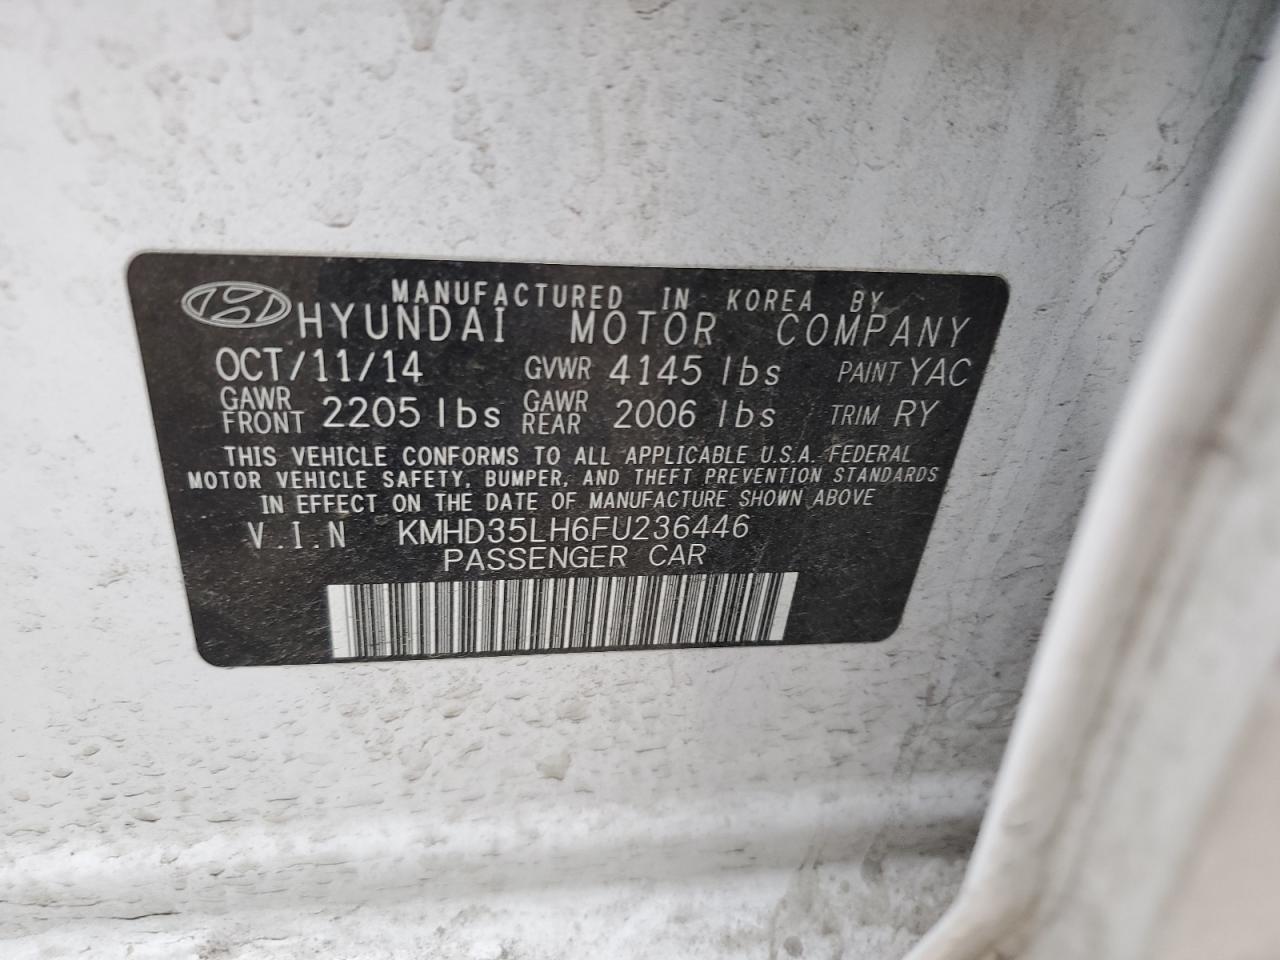 MANUFACTURED IN KOREA BY
HYUNDAI MOTOR COMPANY
OCT/11/14 GVWR 4145 lbs PAINT YAC
GAWR FRONT 2205 lbs GAWR REAR 2006 lbs TRIM RY
THIS VEHICLE CONFORMS TO ALL APPLICABLE U.S.A. FEDERAL
MOTOR VEHICLE SAFETY, BUMPER, AND THEFT PREVENTION STANDARDS
IN EFFECT ON THE DATE OF MANUFACTURE SHOWN ABOVE
V.I.N KMHD35LH6FU236446
PASSENGER CAR